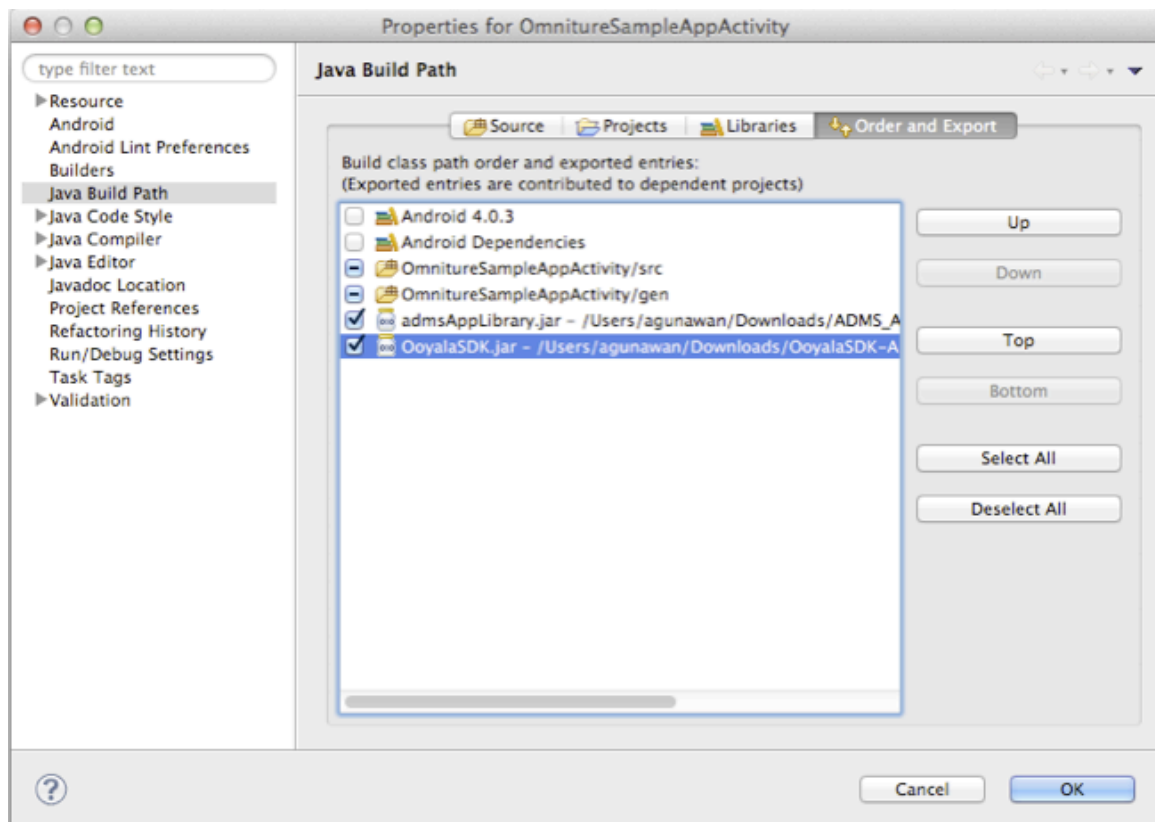 Properties for OmnitureSampleAppActivity
type filter text
Resource
Android
Android Lint Preferences
Builders
Java Build Path
Java Code Style
Java Compiler
Java Editor
Javadoc Location
Project References
Refactoring History
Run/Debug Settings
Task Tags
Validation
Java Build Path
Source Projects Libraries Order and Export
Build class path order and exported entries:
(Exported entries are contributed to dependent projects)
Android 4.0.3
Android Dependencies
OmnitureSampleAppActivity/src
OmnitureSampleAppActivity/gen
admsAppLibrary.jar – /Users/agunawan/Downloads/ADMS_A
OoyalaSDK.jar – /Users/agunawan/Downloads/OoyalaSDK-A
Up
Down
Top
Bottom
Select All
Deselect All
?
Cancel OK